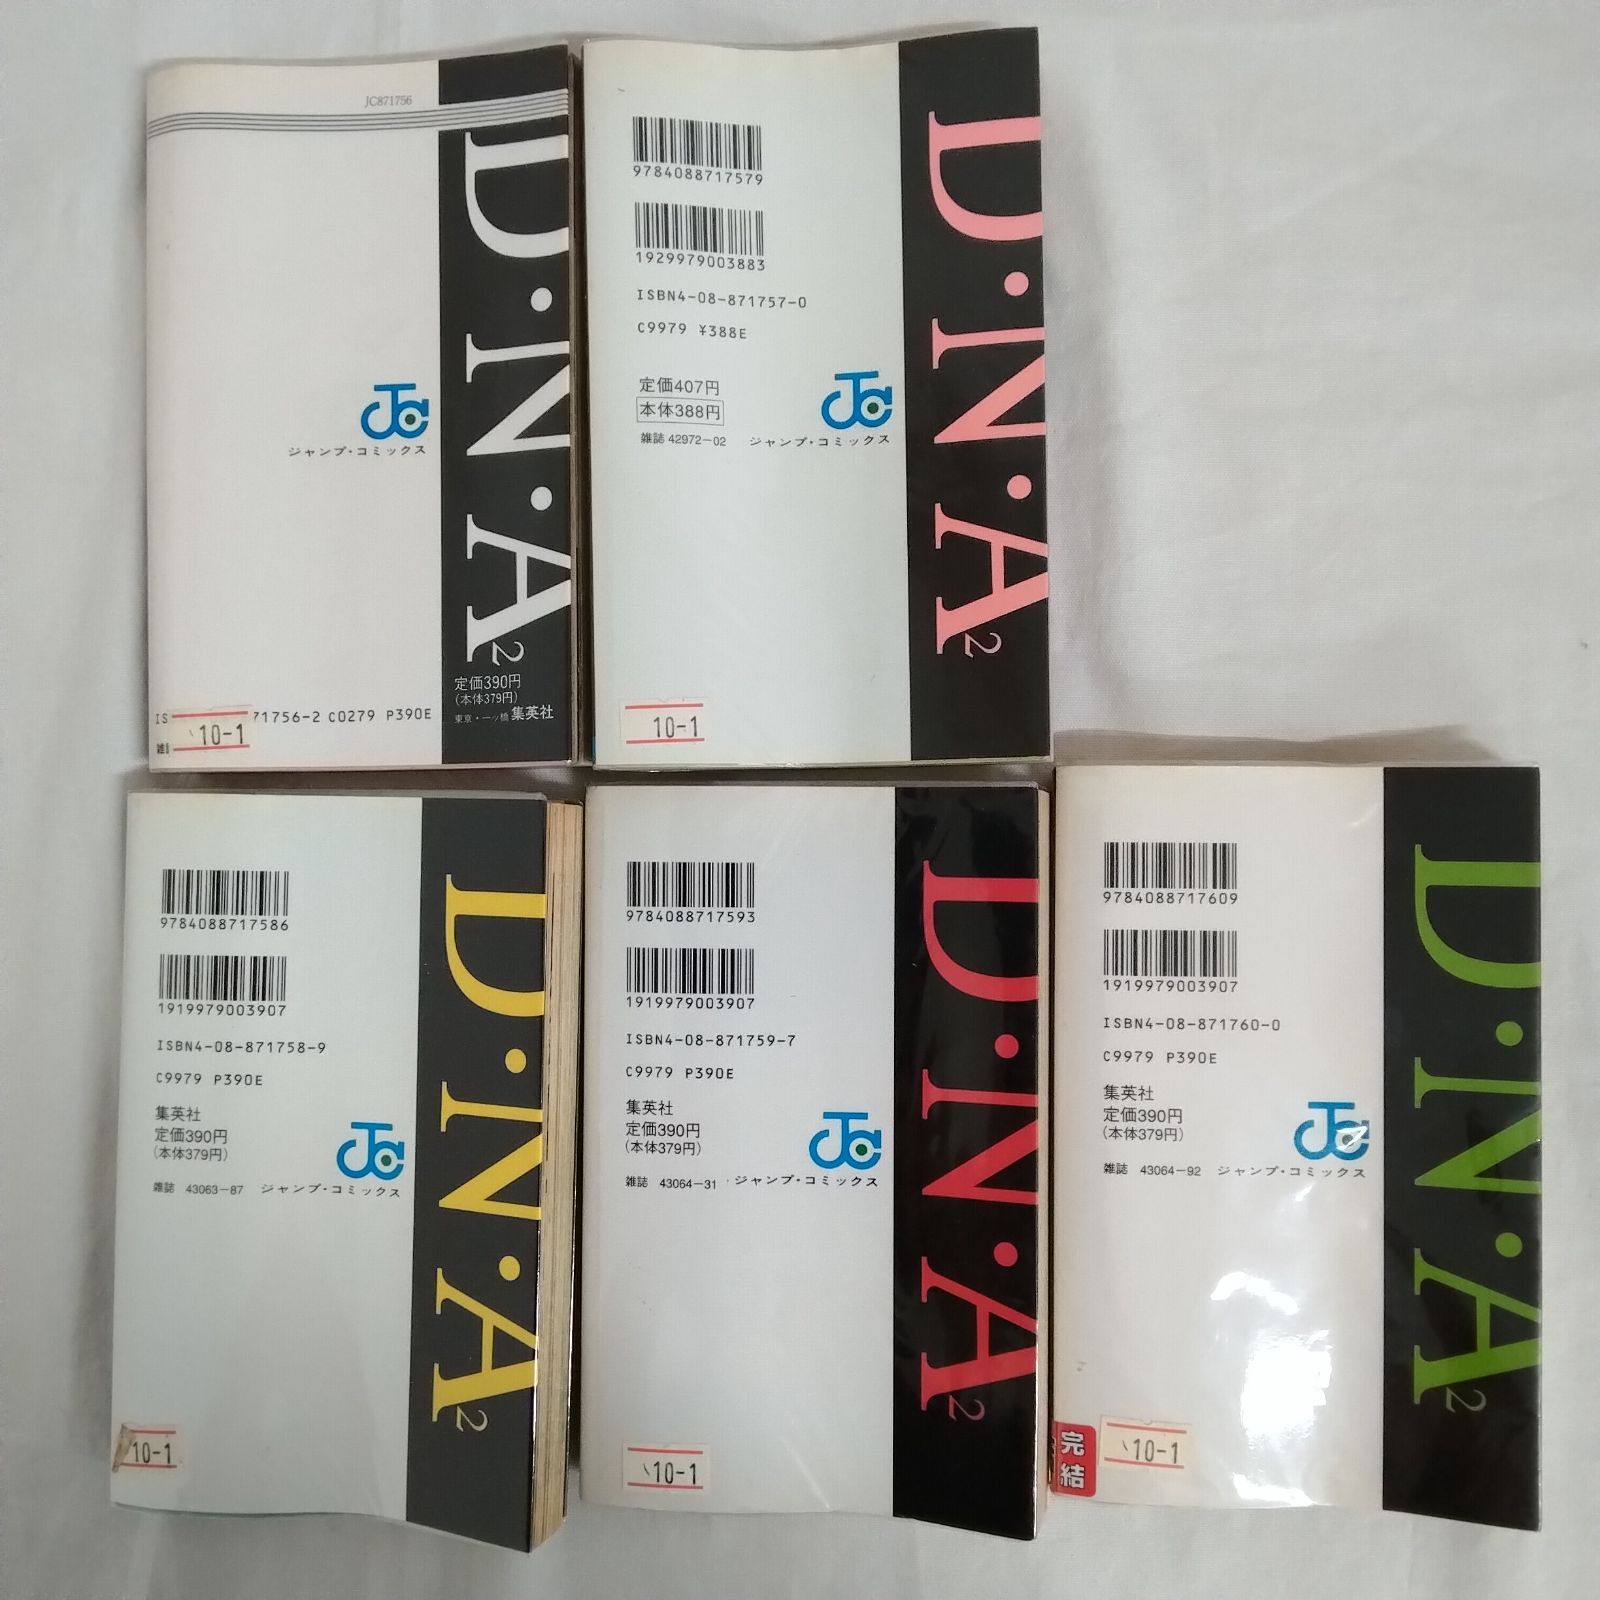 JC871756
D・N・A
2
ジャンプ・コミックス
定価390円
(本体379円)
東京・一ッ橋 集英社
IS
71756-2 C0279 P390E
10-1
9784088717579
1929979003883
ISBN4-08-871757-0
C9979 ¥388E
定価407円
本体388円
雑誌 42972-02
ジャンプ・コミックス
D・N・A
2
10-1
9784088717586
1919979003907
ISBN4-08-871758-9
C9979 P390E
集英社
定価390円
(本体379円)
雑誌 43063-87
ジャンプ・コミックス
D・N・A
2
10-1
9784088717593
1919979003907
ISBN4-08-871759-7
C9979 P390E
集英社
定価390円
(本体379円)
雑誌 43064-31
ジャンプ・コミックス
D・N・A
2
10-1
9784088717609
1919979003907
ISBN4-08-871760-0
C9979 P390E
集英社
定価390円
(本体379円)
雑誌 43064-92
ジャンプ・コミックス
D・N・A
2
完結
10-1